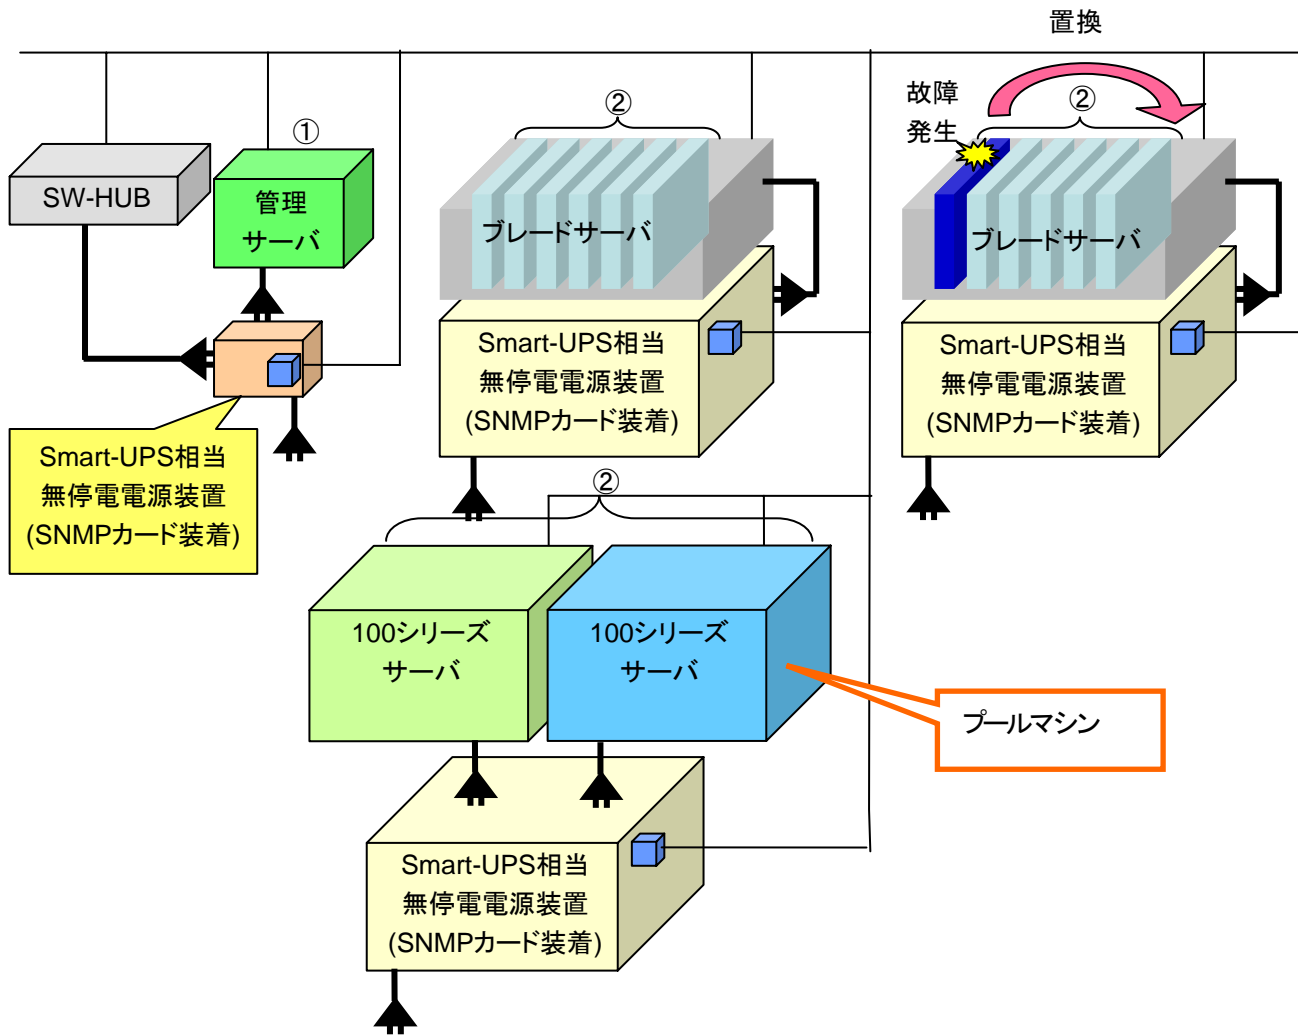 置換
故障
発生
②
②
①
SW-HUB
管理
サーバ
ブレードサーバ
ブレードサーバ
Smart-UPS相当
無停電電源装置
(SNMPカード装着)
Smart-UPS相当
無停電電源装置
(SNMPカード装着)
Smart-UPS相当
無停電電源装置
(SNMPカード装着)
②
100シリーズ
サーバ
100シリーズ
サーバ
プールマシン
Smart-UPS相当
無停電電源装置
(SNMPカード装着)